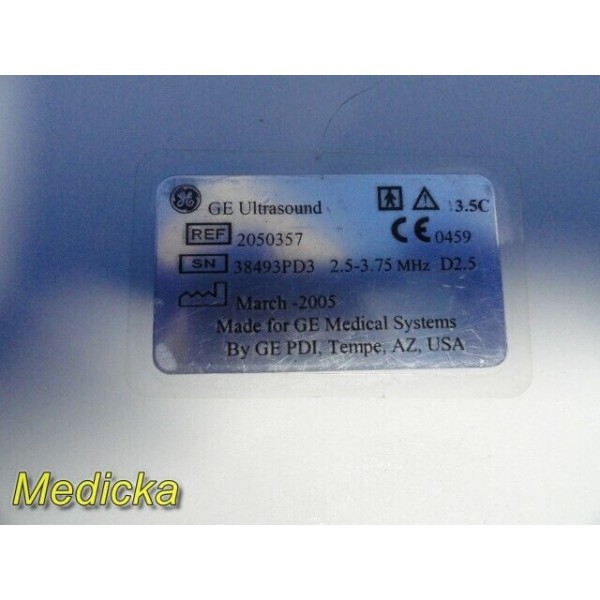 GE Ultrasound 3.5C
REF 2050357 CE 0459
SN 38493PD3 2.5-3.75 MHz D2.5
March -2005
Made for GE Medical Systems
By GE PDI, Tempe, AZ, USA
Medicka